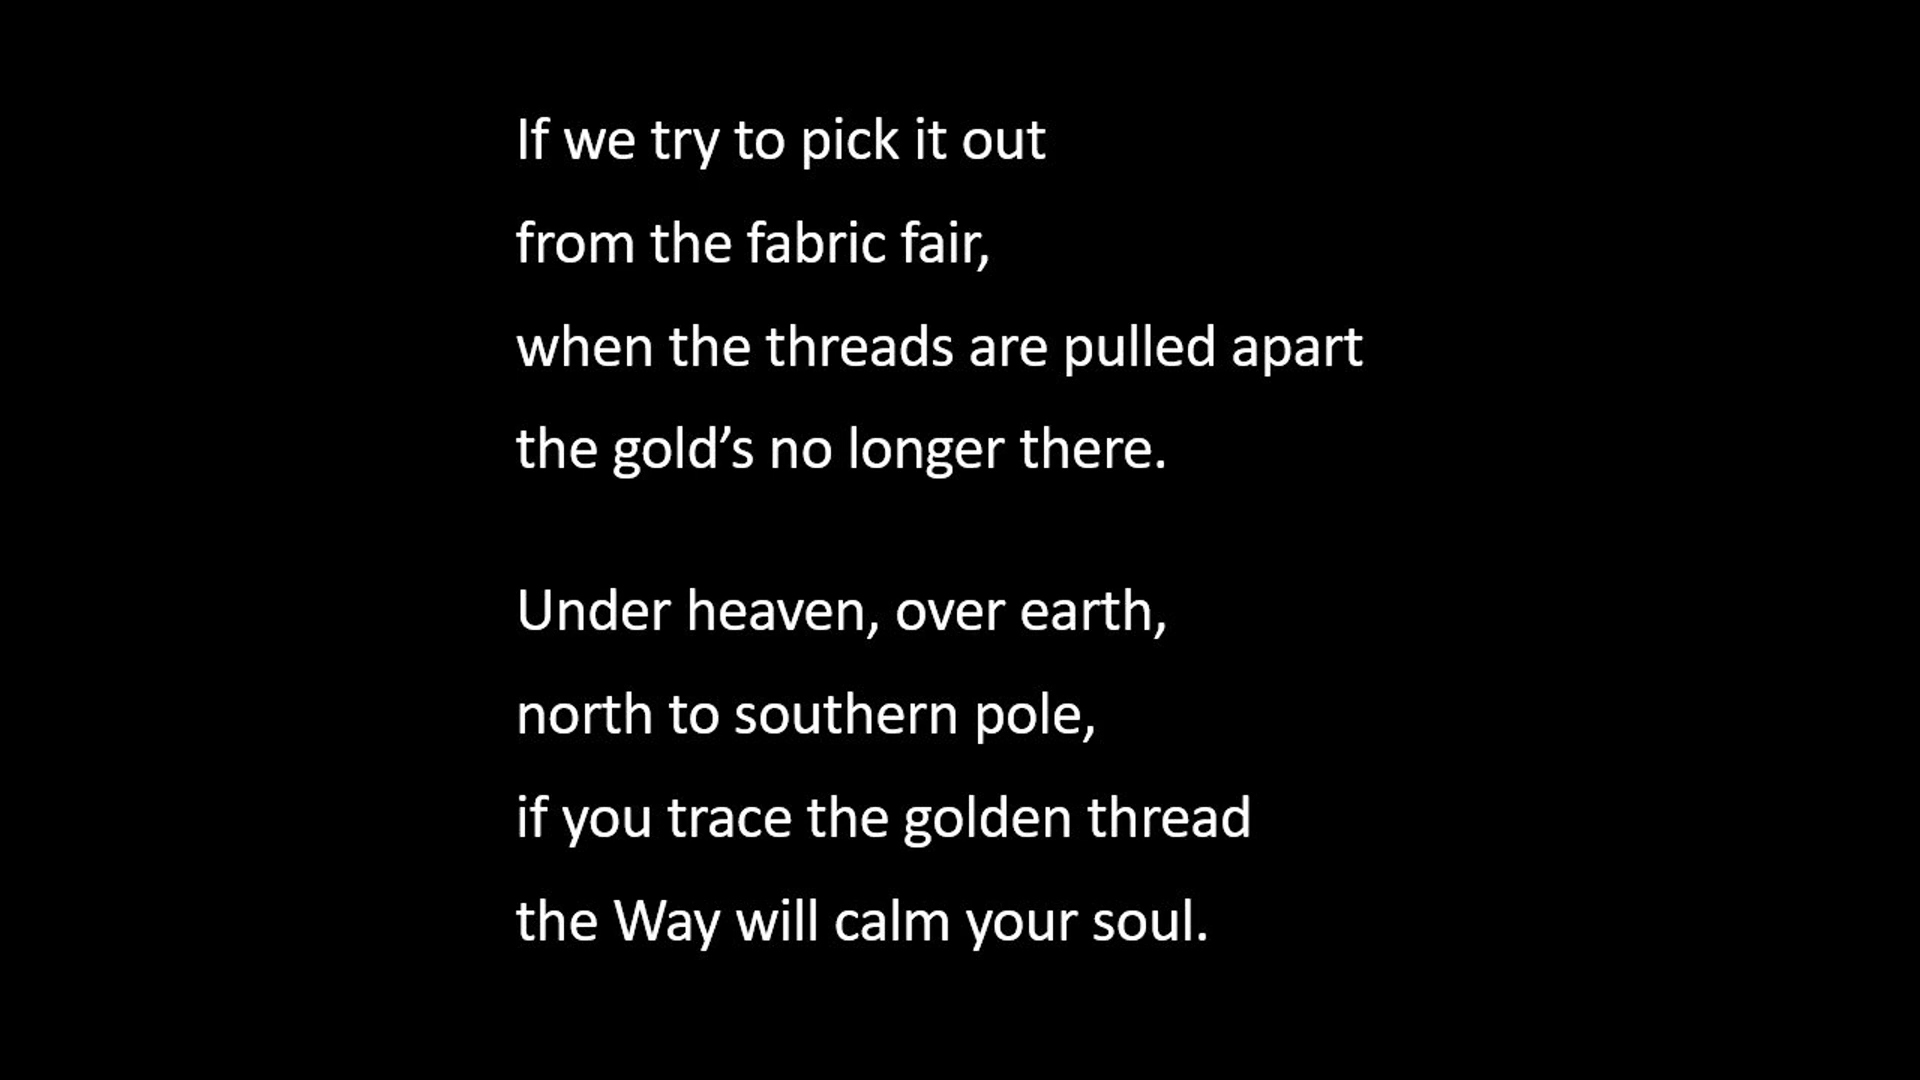 If we try to pick it out
from the fabric fair,
when the threads are pulled apart
the gold’s no longer there.
Under heaven, over earth,
north to southern pole,
if you trace the golden thread
the Way will calm your soul.